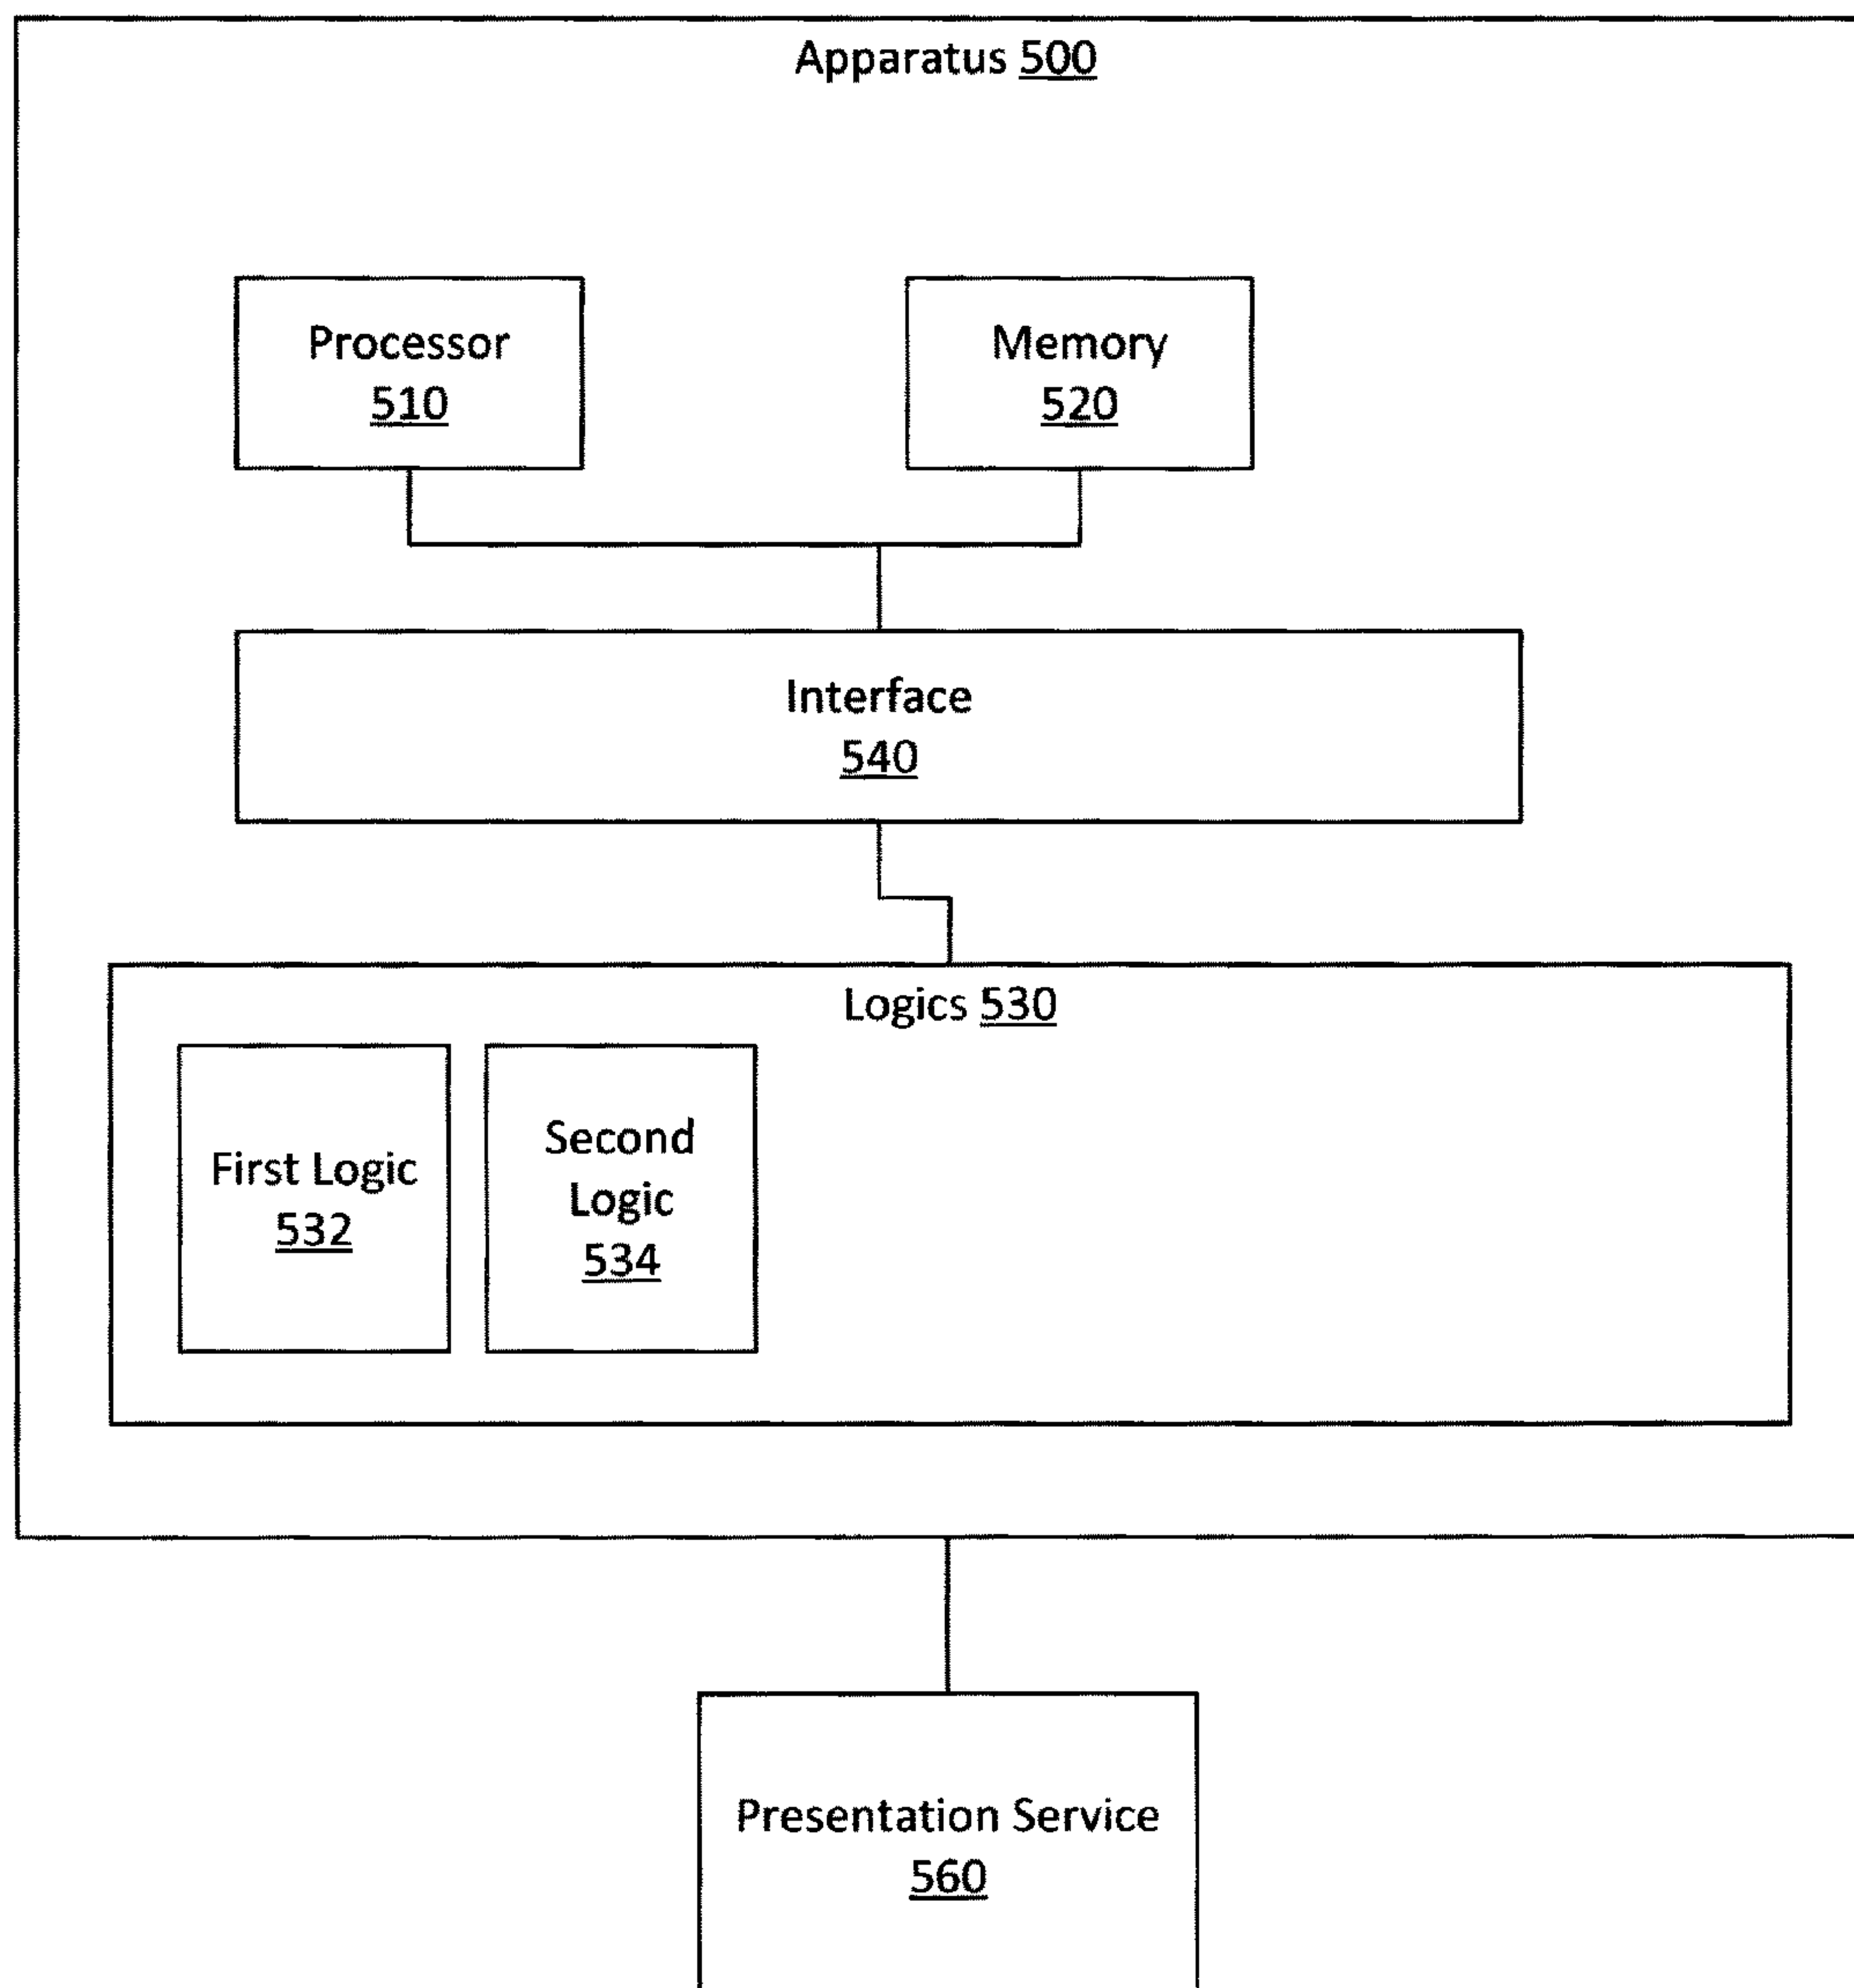 Apparatus 500
Processor
510
Memory
520
Interface
540
Logics 530
First Logic
532
Second
Logic
534
Presentation Service
560